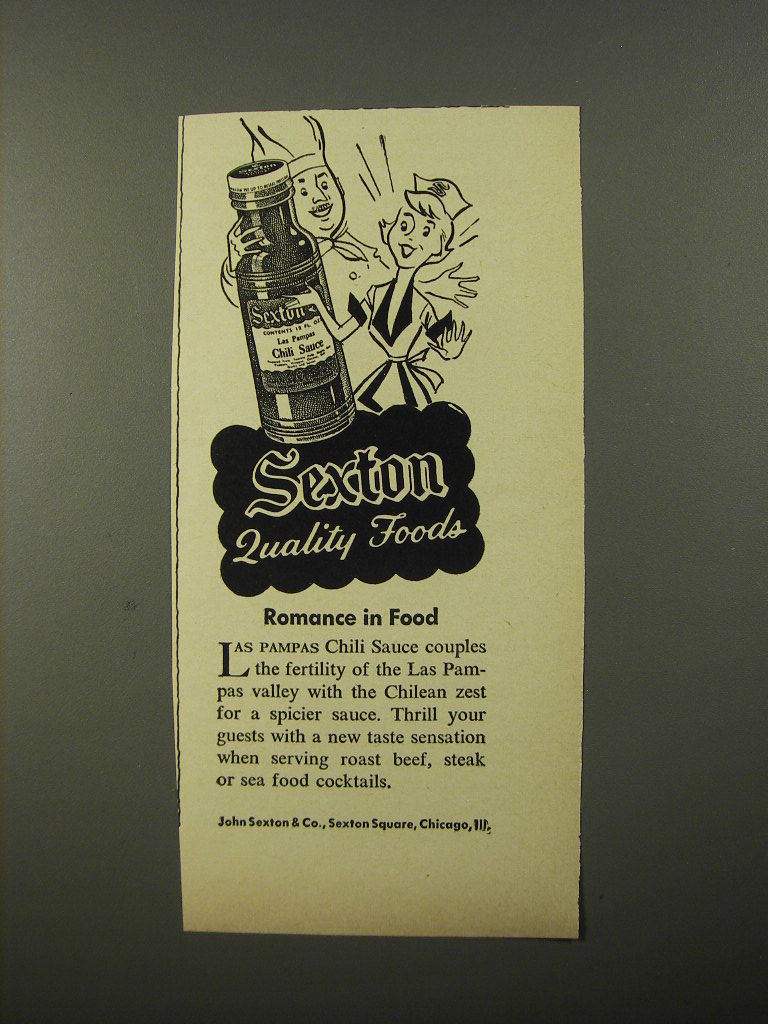 Sexton
Sexton
CONTENTS 12 FL. OZ.
Las Pampas
Chili Sauce
Sexton
Quality Foods
Romance in Food
LAS PAMPAS Chili Sauce couples
the fertility of the Las Pam-
pas valley with the Chilean zest
for a spicier sauce. Thrill your
guests with a new taste sensation
when serving roast beef, steak
or sea food cocktails.
John Sexton & Co., Sexton Square, Chicago, Ill.